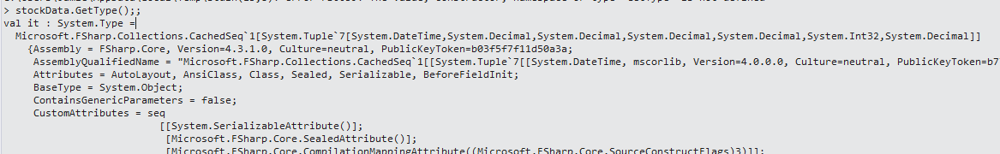 > stockData.GetType();;
val it : System.Type =
Microsoft.FSharp.Collections.CachedSeq`1[System.Tuple`7[System.DateTime,System.Decimal,System.Decimal,System.Decimal,System.Decimal,System.Int32,System.Decimal]]
{Assembly = FSharp.Core, Version=4.3.1.0, Culture=neutral, PublicKeyToken=b03f5f7f11d50a3a;
AssemblyQualifiedName = "Microsoft.FSharp.Collections.CachedSeq`1[[System.Tuple`7[[System.DateTime, mscorlib, Version=4.0.0.0, Culture=neutral, PublicKeyToken=b7
Attributes = AutoLayout, AnsiClass, Class, Sealed, Serializable, BeforeFieldInit;
BaseType = System.Object;
ContainsGenericParameters = false;
CustomAttributes = seq
[[System.SerializableAttribute()];
[Microsoft.FSharp.Core.SealedAttribute()];
[Microsoft.FSharp.Core.CompilationMappingAttribute((Microsoft.FSharp.Core.SourceConstructFlags)3)]];